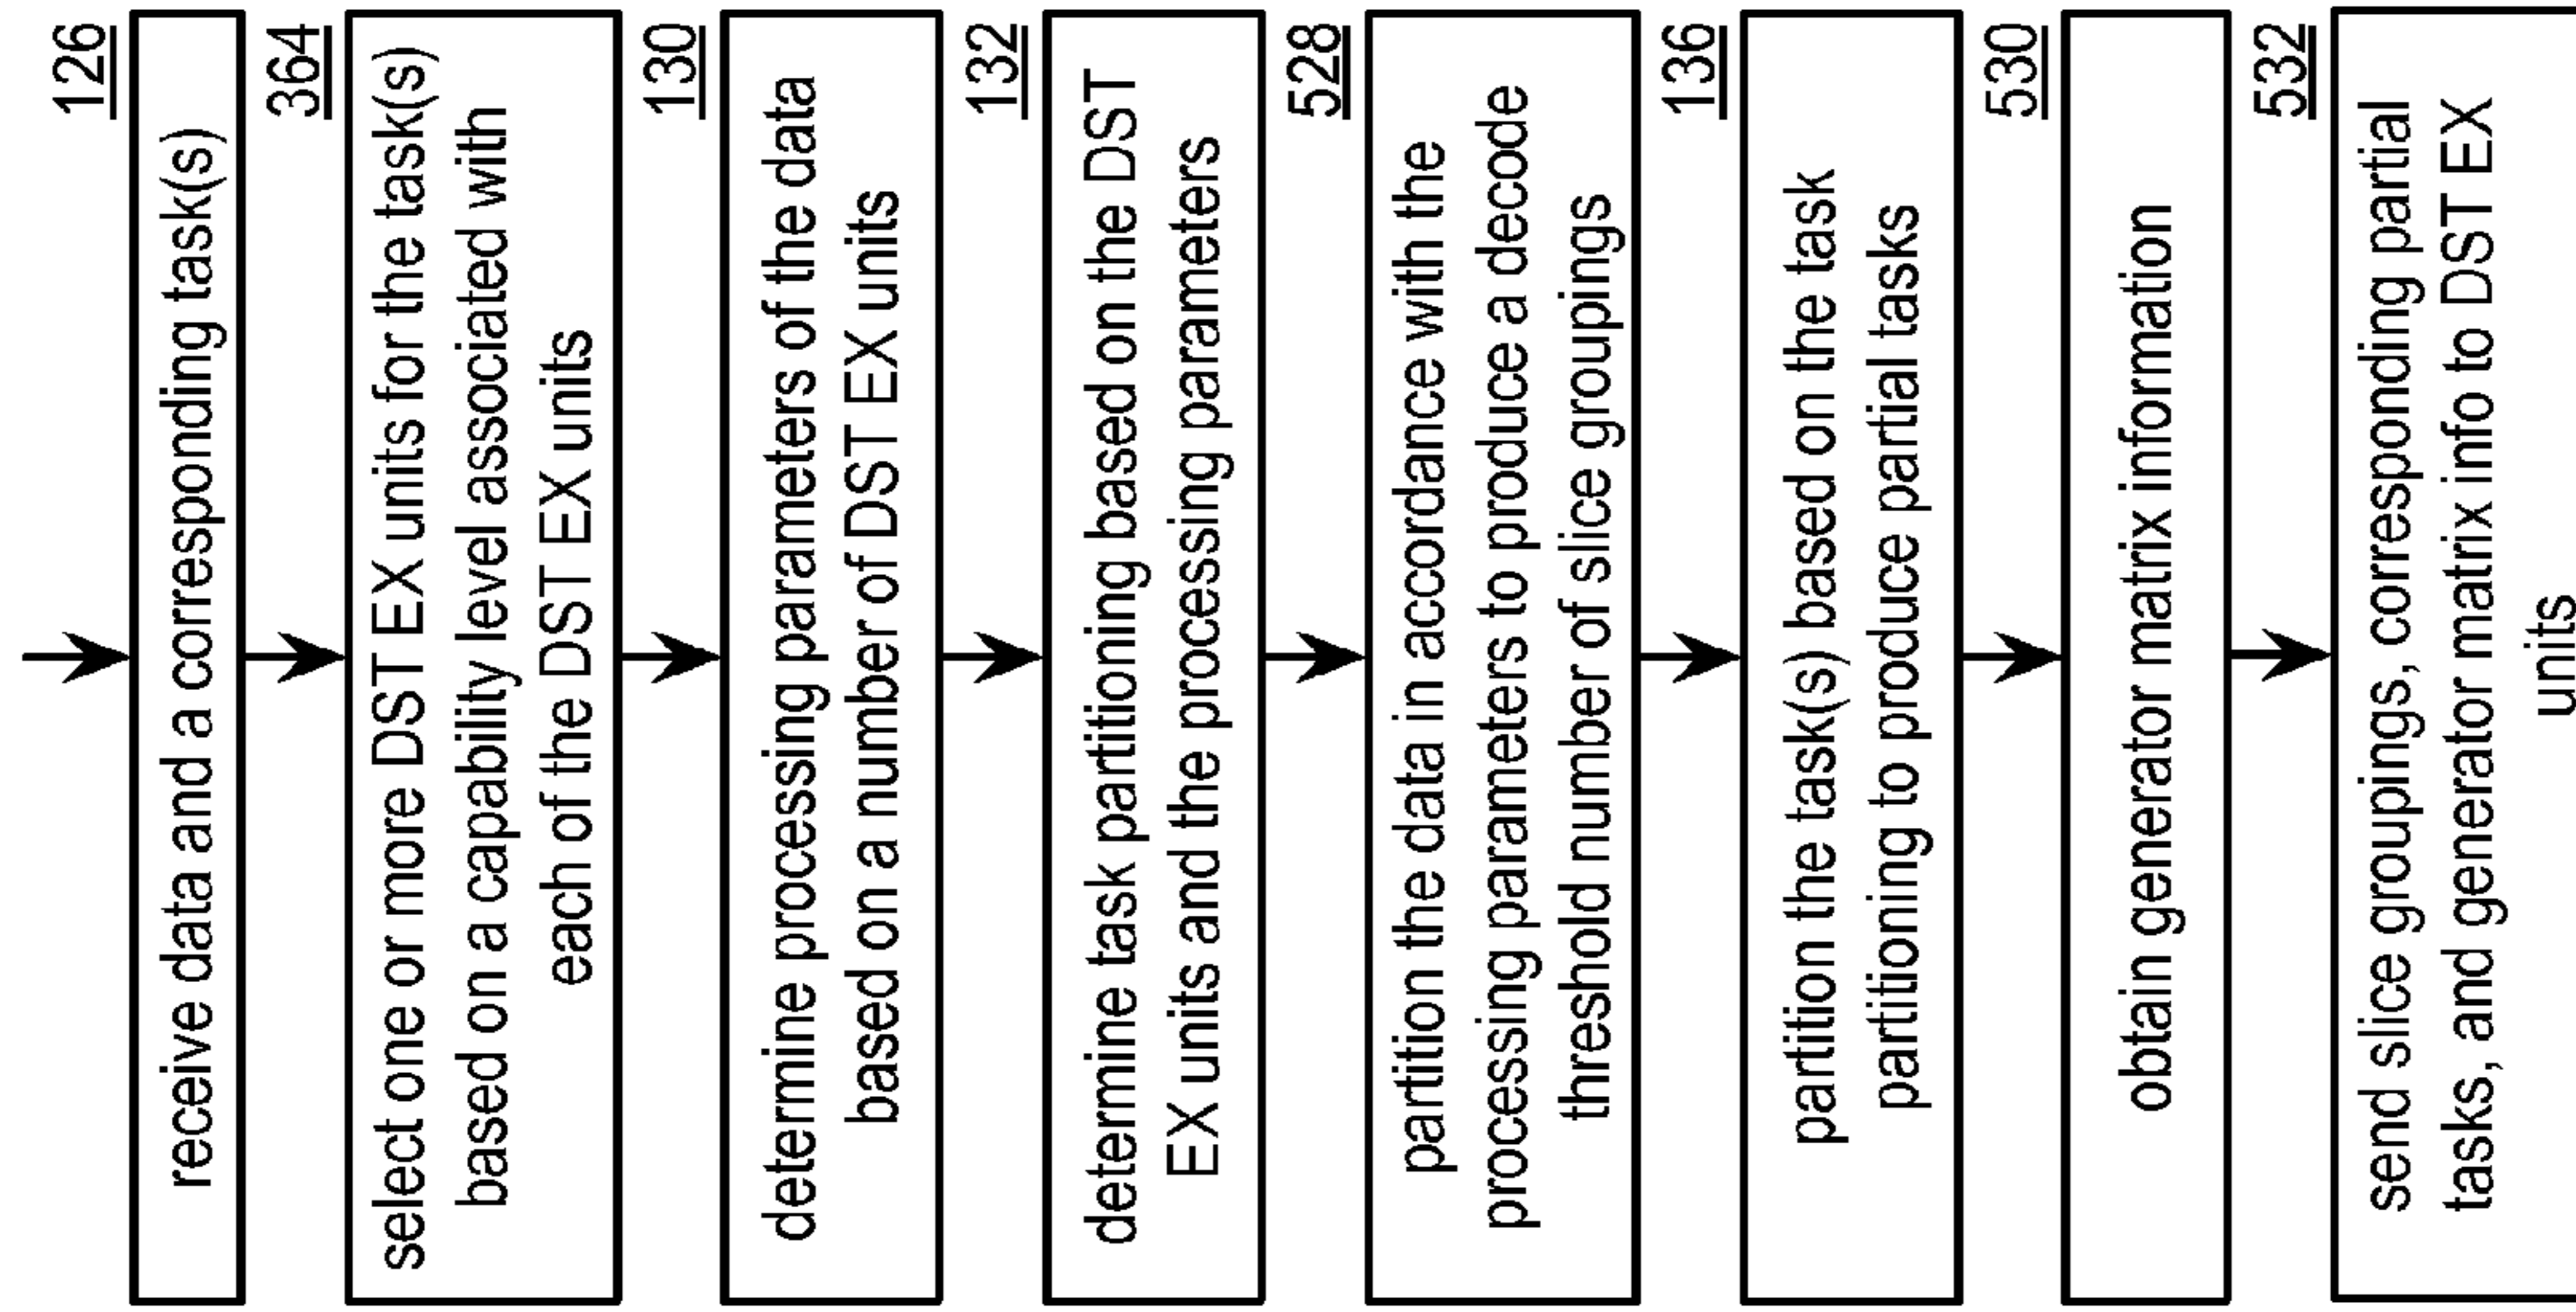 126
receive data and a corresponding task(s)
364
select one or more DST EX units for the task(s)
based on a capability level associated with
each of the DST EX units
130
determine processing parameters of the data
based on a number of DST EX units
132
determine task partitioning based on the DST
EX units and the processing parameters
528
partition the data in accordance with the
processing parameters to produce a decode
threshold number of slice groupings
136
partition the task(s) based on the task
partitioning to produce partial tasks
530
obtain generator matrix information
532
send slice groupings, corresponding partial
tasks, and generator matrix info to DST EX
units